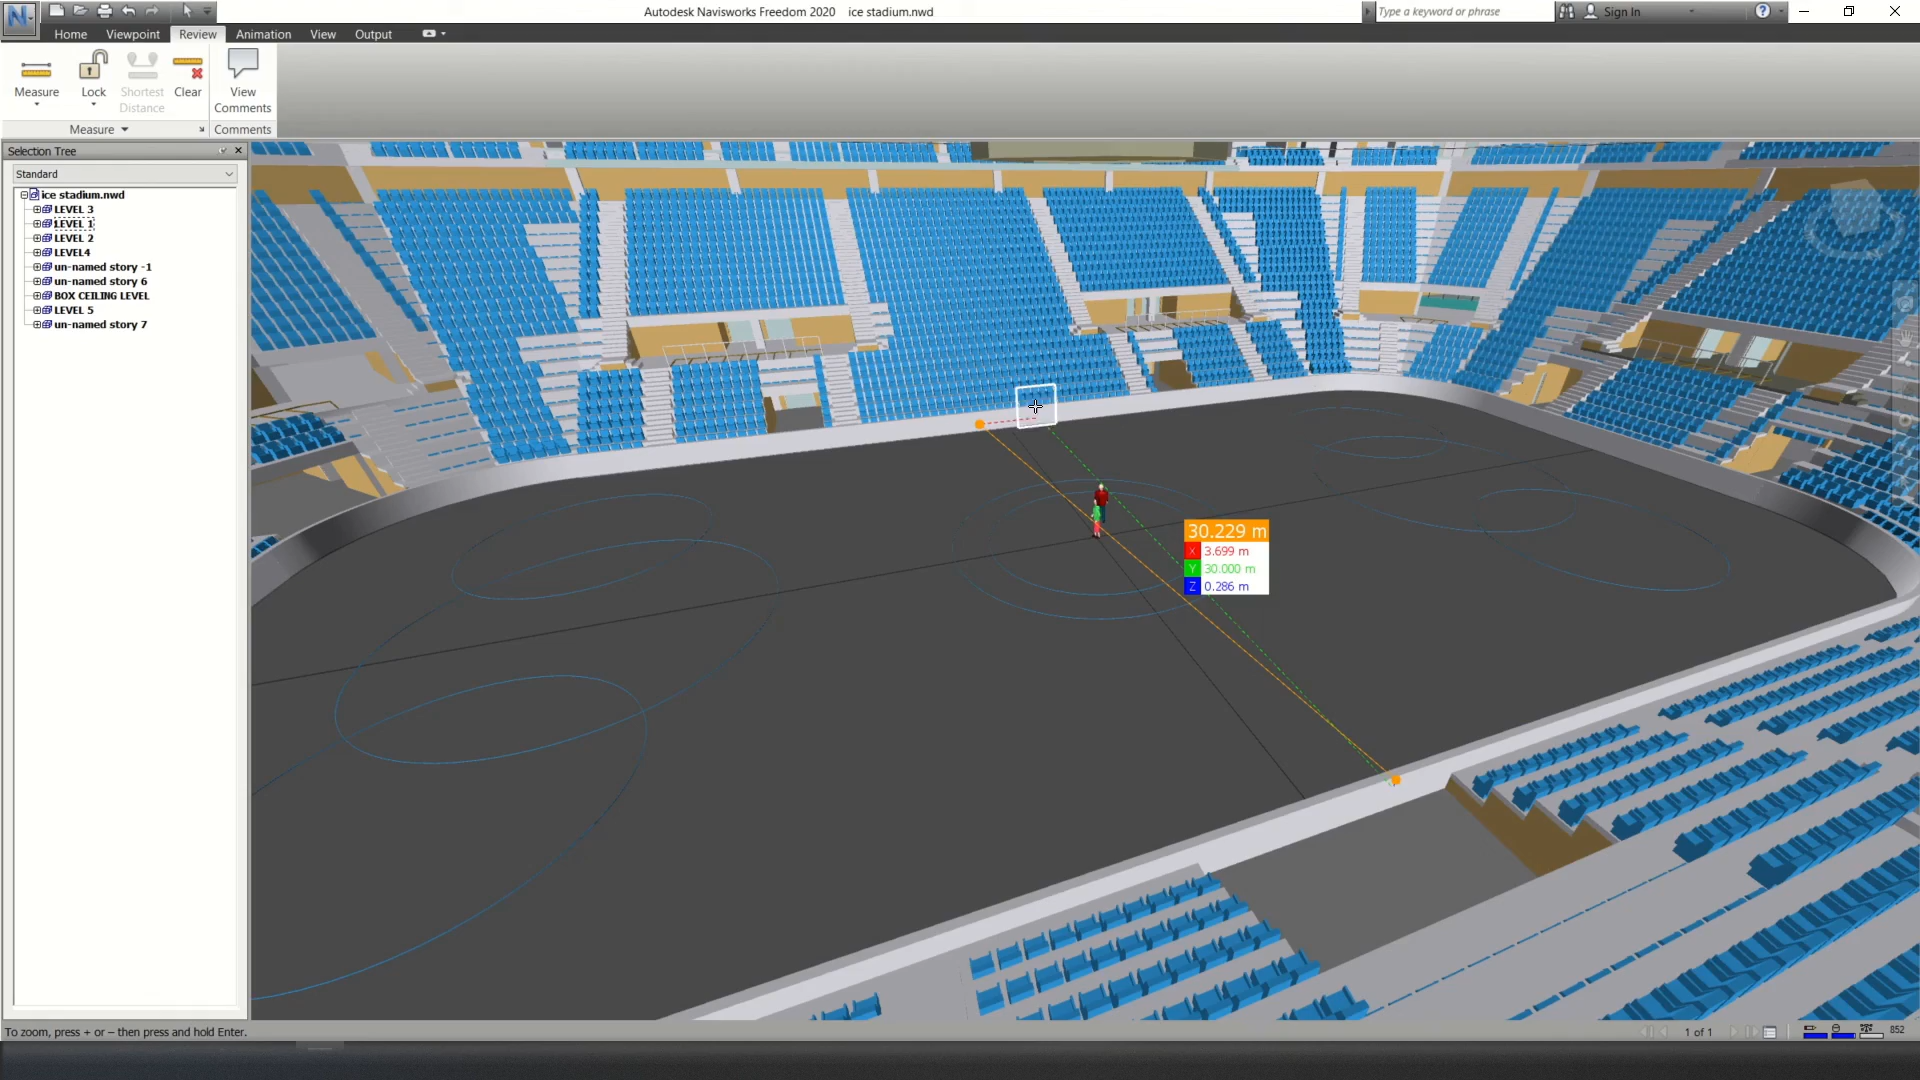 Autodesk Navisworks Freedom 2020 ice stadium.nwd
Type a keyword or phrase
Sign In
Home Viewpoint Review Animation View Output
Measure
Lock
Shortest
Distance
Clear
View
Comments
Measure
Comments
Selection Tree
Standard
ice stadium.nwd
LEVEL 3
LEVEL 1
LEVEL 2
LEVEL4
un-named story -1
un-named story 6
BOX CEILING LEVEL
LEVEL 5
un-named story 7
30.229 m
X 3.699 m
Y 30.000 m
Z 0.286 m
To zoom, press + or – then press and hold Enter.
1 of 1
852